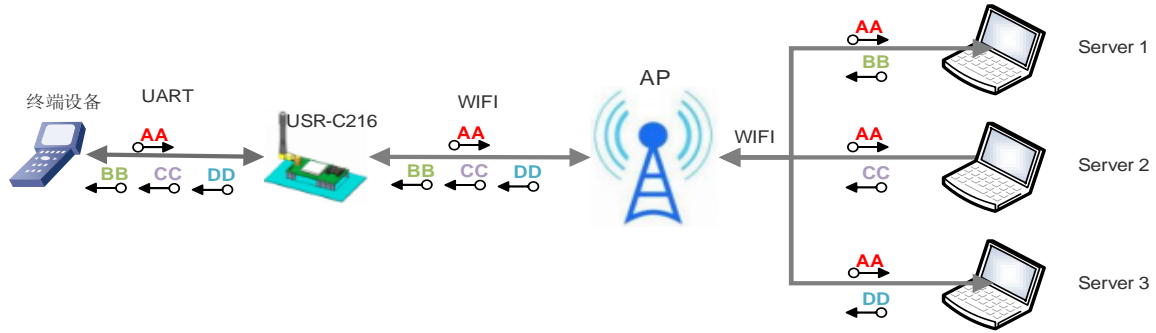 终端设备
UART
AA
BB CC DD
USR-C216
WIFI
AA
BB CC DD
AP
WIFI
AA
BB
Server 1
AA
CC
Server 2
AA
DD
Server 3